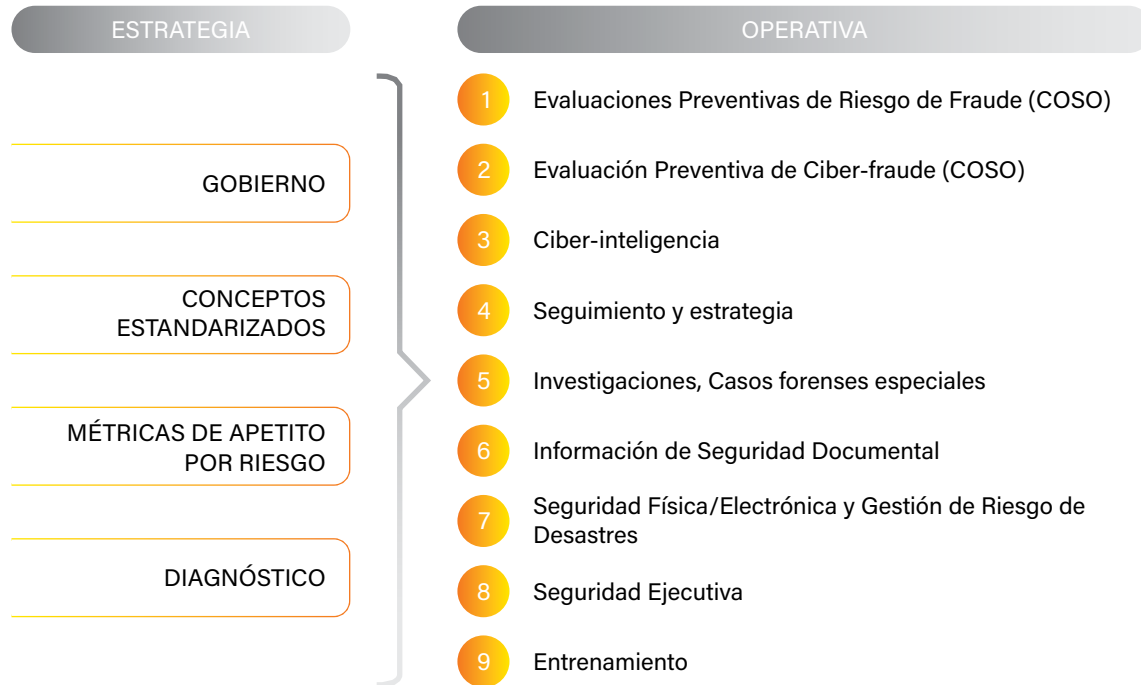 ESTRATEGIA
GOBIERNO
CONCEPTOS
ESTANDARIZADOS
MÉTRICAS DE APETITO
POR RIESGO
DIAGNÓSTICO
OPERATIVA
1 Evaluaciones Preventivas de Riesgo de Fraude (COSO)
2 Evaluación Preventiva de Ciber-fraude (COSO)
3 Ciber-inteligencia
4 Seguimiento y estrategia
5 Investigaciones, Casos forenses especiales
6 Información de Seguridad Documental
7 Seguridad Física/Electrónica y Gestión de Riesgo de
Desastres
8 Seguridad Ejecutiva
9 Entrenamiento